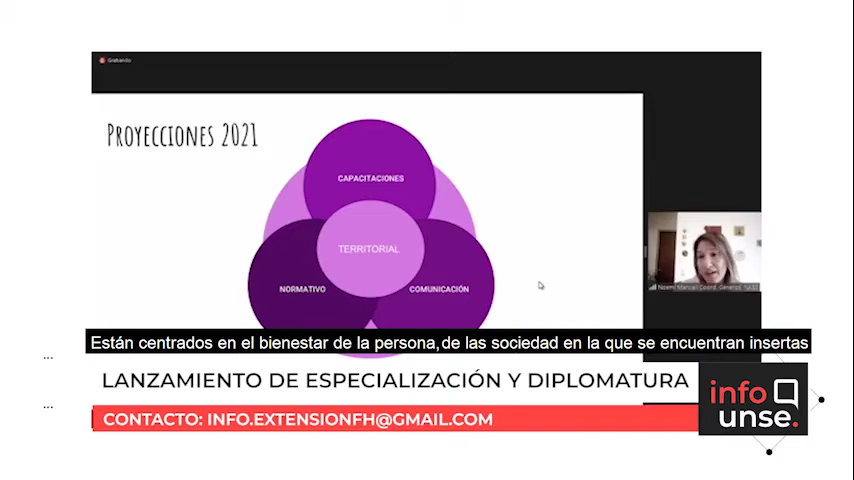 Grabando
PROYECCIONES 2021
CAPACITACIONES
TERRITORIAL
NORMATIVO
COMUNICACIÓN
Están centrados en el bienestar de la persona,de las sociedad en la que se encuentran insertas
...
LANZAMIENTO DE ESPECIALIZACIÓN Y DIPLOMATURA
...
CONTACTO: INFO.EXTENSIONFH@GMAIL.COM
info
unse.